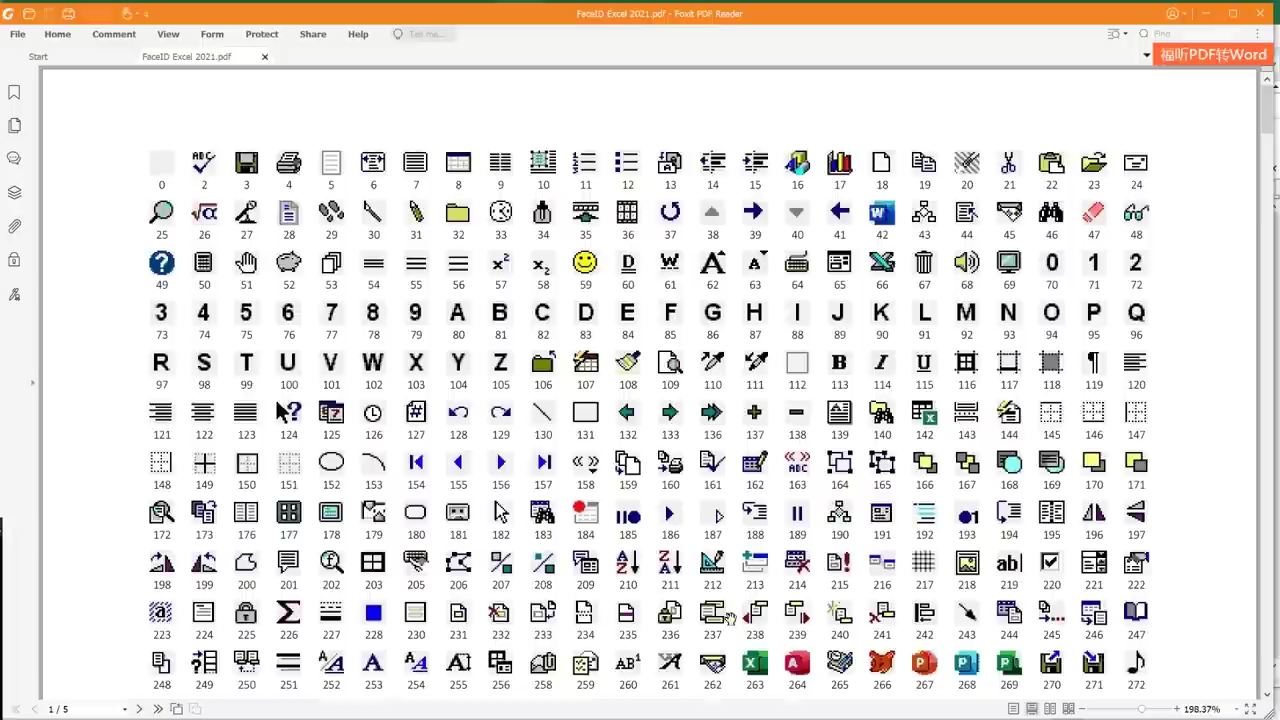 FaceID Excel 2021.pdf - Foxit PDF Reader
File Home Comment View Form Protect Share Help Tell me... Find
Start FaceID Excel 2021.pdf
福昕PDF转Word
0 2 3 4 5 6 7 8 9 10 11 12 13 14 15 16 17 18 19 20 21 22 23 24
25 26 27 28 29 30 31 32 33 34 35 36 37 38 39 40 41 42 43 44 45 46 47 48
0 1 2
49 50 51 52 53 54 55 56 57 58 59 60 61 62 63 64 65 66 67 68 69 70 71 72
3 4 5 6 7 8 9 A B C D E F G H I J K L M N O P Q
73 74 75 76 77 78 79 80 81 82 83 84 85 86 87 88 89 90 91 92 93 94 95 96
R S T U V W X Y Z B I U
97 98 99 100 101 102 103 104 105 106 107 108 109 110 111 112 113 114 115 116 117 118 119 120
121 122 123 124 125 126 127 128 129 130 131 132 133 136 137 138 139 140 142 143 144 145 146 147
148 149 150 151 152 153 154 155 156 157 158 159 160 161 162 163 164 165 166 167 168 169 170 171
172 173 176 177 178 179 180 181 182 183 184 185 186 187 188 189 190 191 192 193 194 195 196 197
198 199 200 201 202 203 205 206 207 208 209 210 211 212 213 214 215 216 217 218 219 220 221 222
223 224 225 226 227 228 230 231 232 233 234 235 236 237 238 239 240 241 242 243 244 245 246 247
248 249 250 251 252 253 254 255 256 258 259 260 261 262 263 264 265 266 267 268 269 270 271 272
1 / 5 198.37%